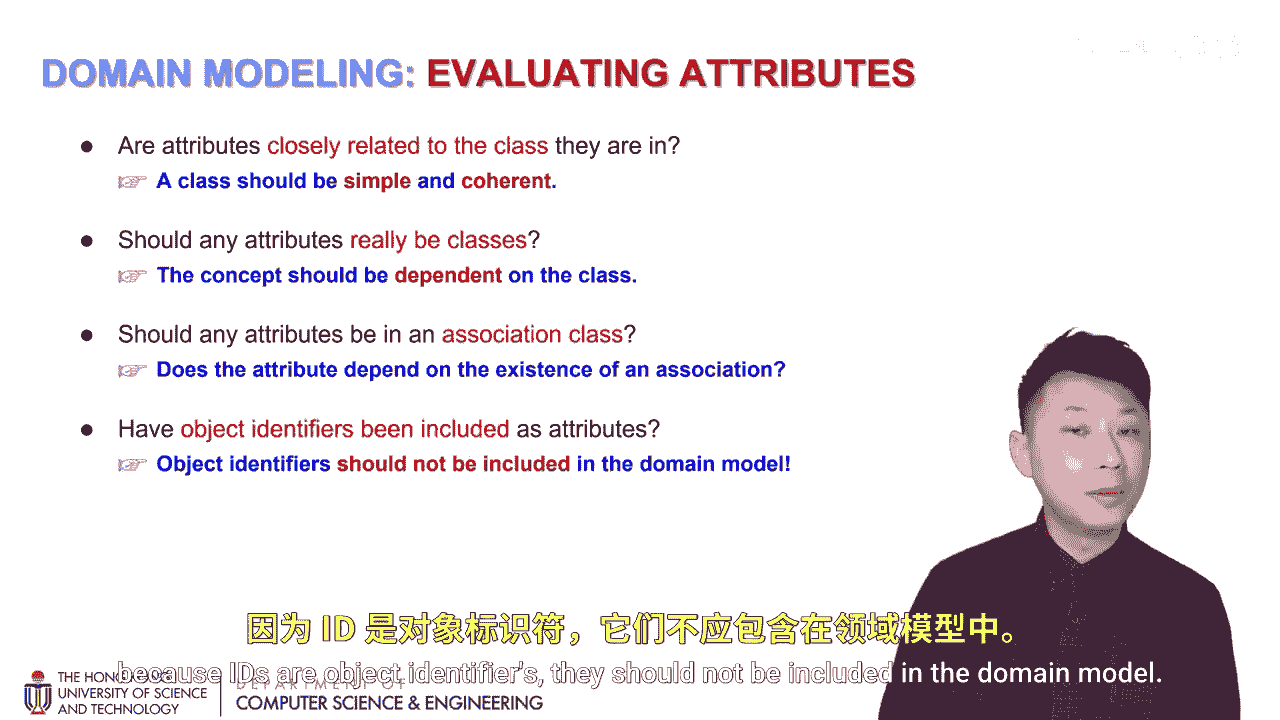 DOMAIN MODELING: EVALUATING ATTRIBUTES
● Are attributes closely related to the class they are in?
☞ A class should be simple and coherent.
● Should any attributes really be classes?
☞ The concept should be dependent on the class.
● Should any attributes be in an association class?
☞ Does the attribute depend on the existence of an association?
● Have object identifiers been included as attributes?
☞ Object identifiers should not be included in the domain model!
因为 ID 是对象标识符，它们不应包含在领域模型中。
because IDs are object identifier's, they should not be included in the domain model.
THE HONG KONG
UNIVERSITY OF SCIENCE
AND TECHNOLOGY
DEPARTMENT OF
COMPUTER SCIENCE & ENGINEERING